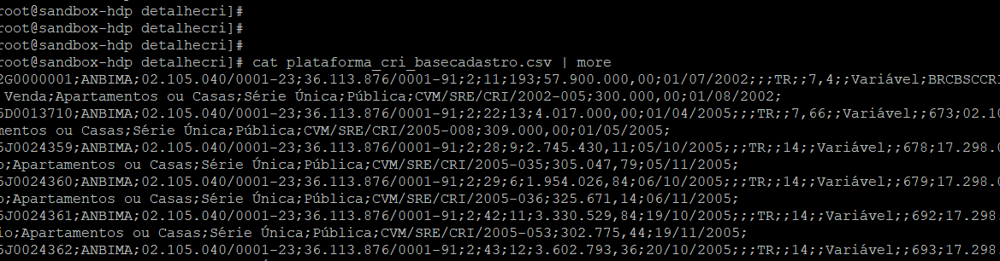 root@sandbox-hdp detalhecri]#
root@sandbox-hdp detalhecri]#
root@sandbox-hdp detalhecri]#
root@sandbox-hdp detalhecri]# cat plataforma_cri_basecadastro.csv | more
2G0000001;ANBIMA;02.105.040/0001-23;36.113.876/0001-91;2;11;193;57.900.000,00;01/07/2002;;;TR;;7,4;;Variável;BRCBSCCRI
Venda;Apartamentos ou Casas;Série Única;Pública;CVM/SRE/CRI/2002-005;300.000,00;01/08/2002;
5D0013710;ANBIMA;02.105.040/0001-23;36.113.876/0001-91;2;22;13;4.017.000,00;01/04/2005;;;TR;;7,66;;Variável;;673;02.10
mentos ou Casas;Série Única;Pública;CVM/SRE/CRI/2005-008;309.000,00;01/05/2005;
5J0024359;ANBIMA;02.105.040/0001-23;36.113.876/0001-91;2;28;9;2.745.430,11;05/10/2005;;;TR;;14;;Variável;;678;17.298.0
o;Apartamentos ou Casas;Série Única;Pública;CVM/SRE/CRI/2005-035;305.047,79;05/11/2005;
5J0024360;ANBIMA;02.105.040/0001-23;36.113.876/0001-91;2;29;6;1.954.026,84;06/10/2005;;;TR;;14;;Variável;;679;17.298.0
o;Apartamentos ou Casas;Série Única;Pública;CVM/SRE/CRI/2005-036;325.671,14;06/11/2005;
5J0024361;ANBIMA;02.105.040/0001-23;36.113.876/0001-91;2;42;11;3.330.529,84;19/10/2005;;;TR;;14;;Variável;;692;17.298.
io;Apartamentos ou Casas;Série Única;Pública;CVM/SRE/CRI/2005-053;302.775,44;19/11/2005;
5J0024362;ANBIMA;02.105.040/0001-23;36.113.876/0001-91;2;43;12;3.602.793,36;20/10/2005;;;TR;;14;;Variável;;693;17.298